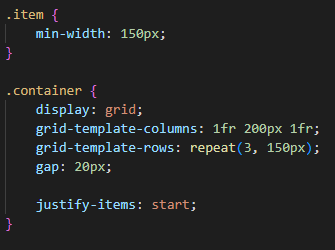 .item {
    min-width: 150px;
}

.container {
    display: grid;
    grid-template-columns: 1fr 200px 1fr;
    grid-template-rows: repeat(3, 150px);
    gap: 20px;

    justify-items: start;
}